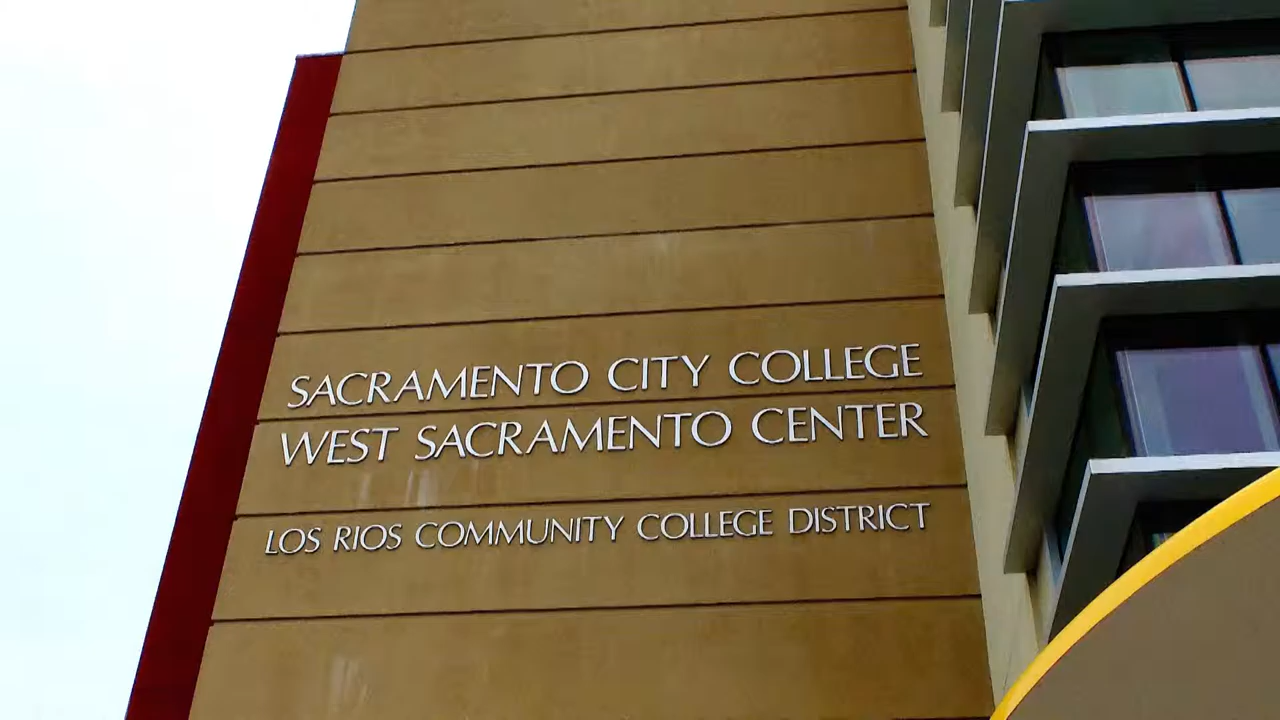 SACRAMENTO CITY COLLEGE
WEST SACRAMENTO CENTER
LOS RIOS COMMUNITY COLLEGE DISTRICT